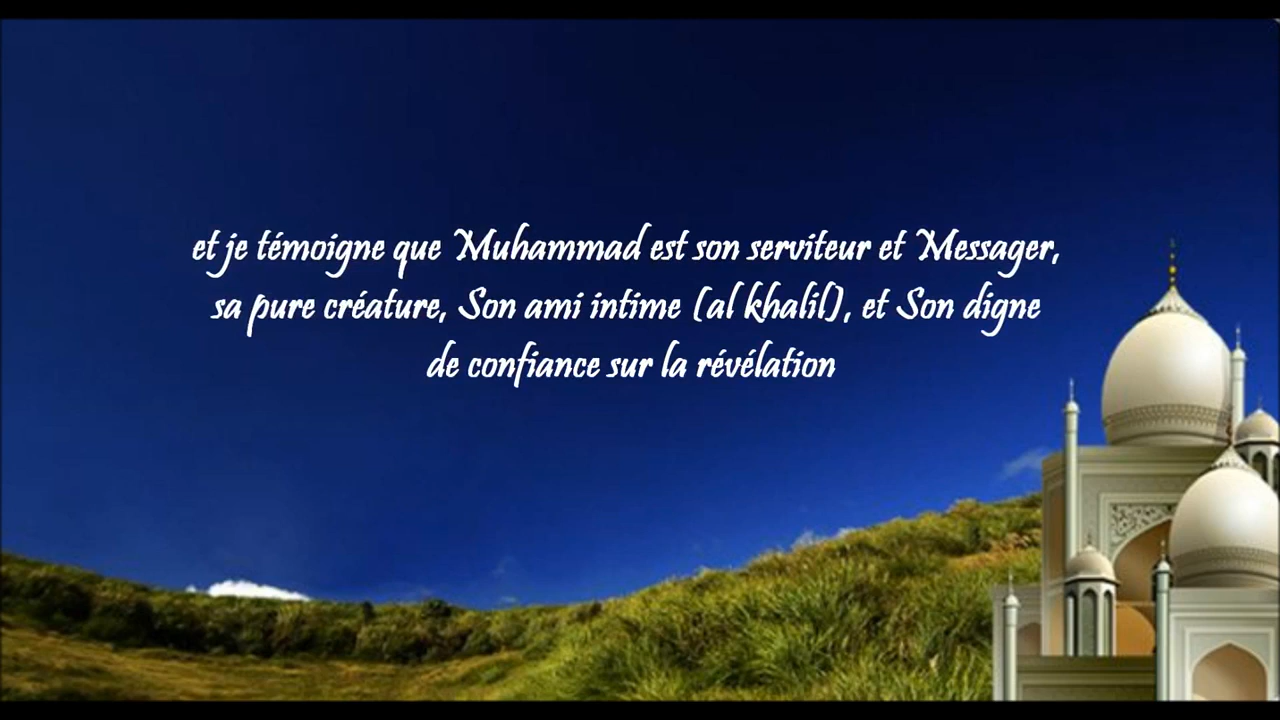 et je témoigne que Muhammad est son serviteur et Messager,
sa pure créature, Son ami intime (al khalil), et Son digne
de confiance sur la révélation